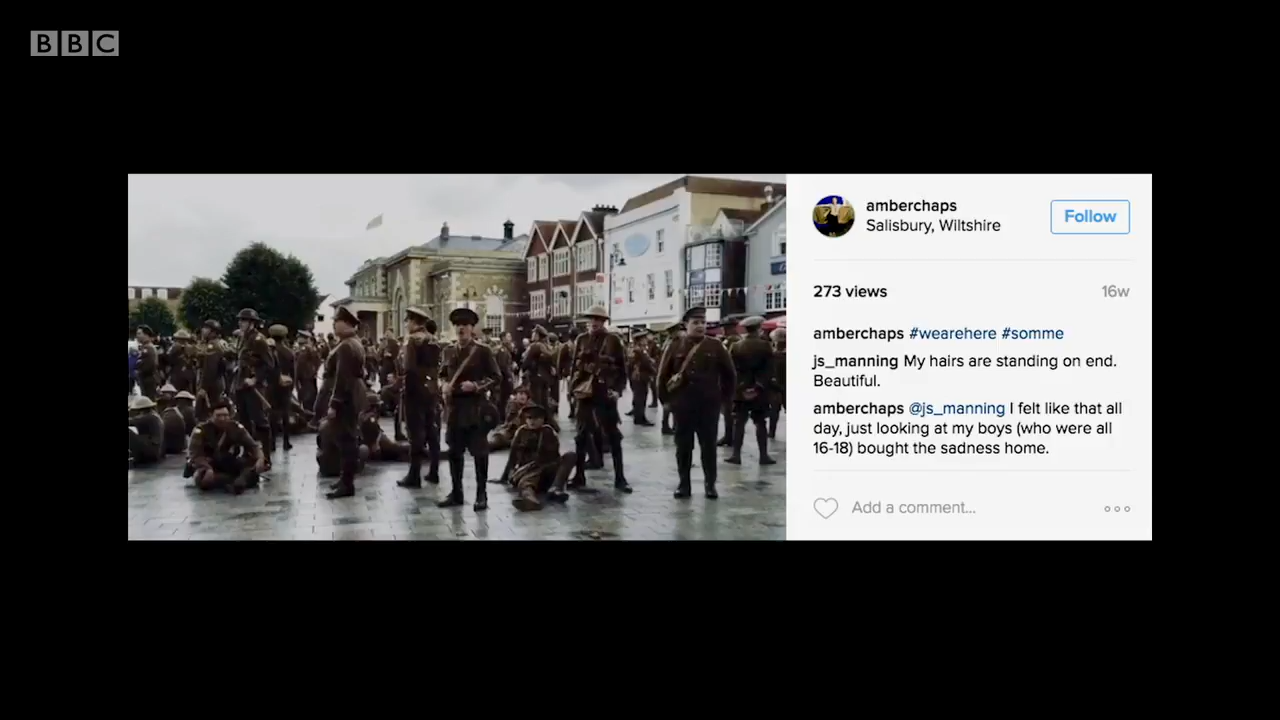 BBC
amberchaps
Salisbury, Wiltshire
Follow
273 views
16w
amberchaps #wearehere #somme
js_manning My hairs are standing on end.
Beautiful.
amberchaps @js_manning I felt like that all
day, just looking at my boys (who were all
16-18) bought the sadness home.
Add a comment...